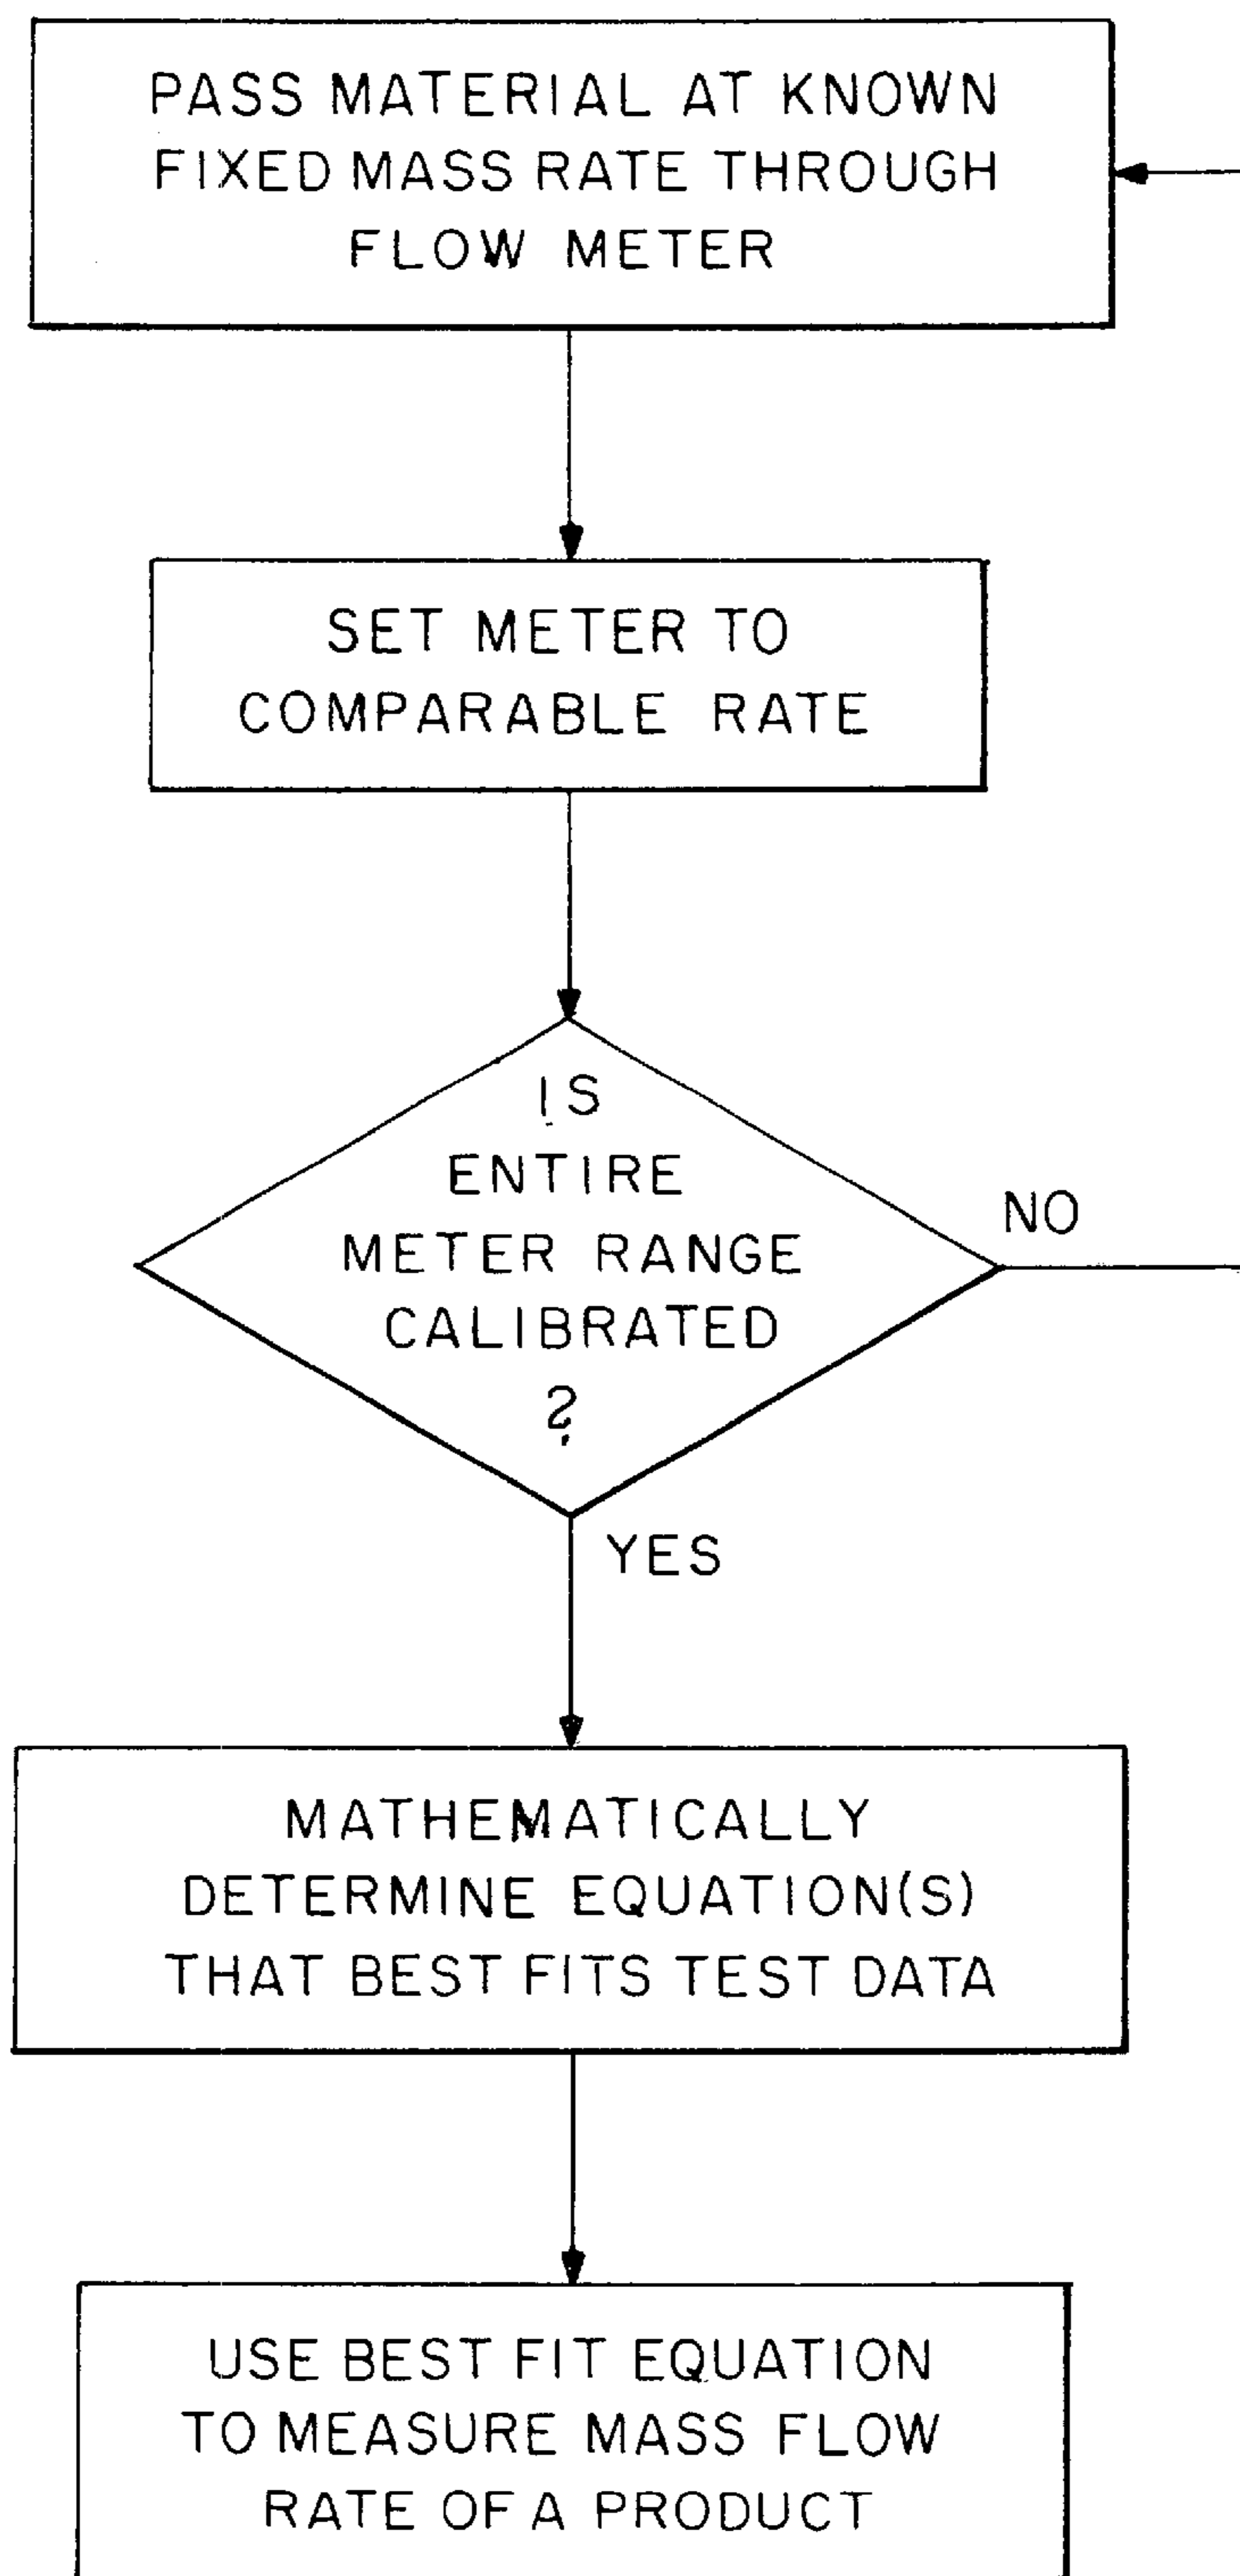 PASS MATERIAL AT KNOWN
FIXED MASS RATE THROUGH
FLOW METER
SET METER TO
COMPARABLE RATE
IS
ENTIRE
METER RANGE
CALIBRATED
?
NO
YES
MATHEMATICALLY
DETERMINE EQUATION(S)
THAT BEST FITS TEST DATA
USE BEST FIT EQUATION
TO MEASURE MASS FLOW
RATE OF A PRODUCT